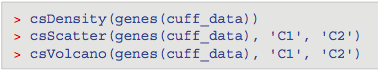 > csDensity(genes(cuff_data))
> csScatter(genes(cuff_data), 'C1', 'C2')
> csVolcano(genes(cuff_data), 'C1', 'C2')